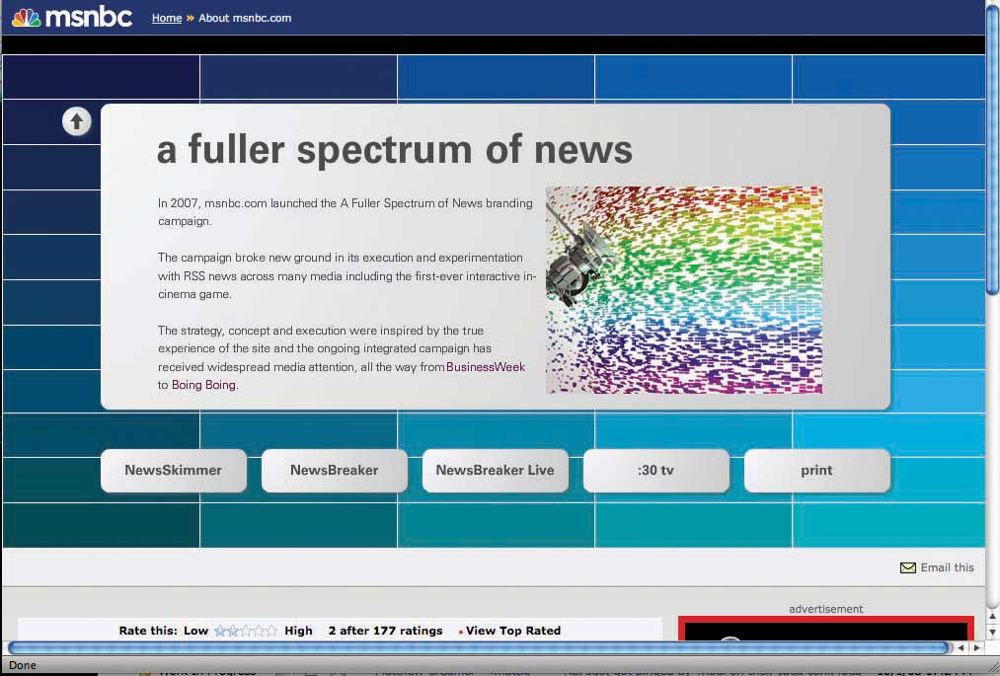 msnbc Home » About msnbc.com
a fuller spectrum of news
In 2007, msnbc.com launched the A Fuller Spectrum of News branding
campaign.
The campaign broke new ground in its execution and experimentation
with RSS news across many media including the first-ever interactive in-
cinema game.
The strategy, concept and execution were inspired by the true
experience of the site and the ongoing integrated campaign has
received widespread media attention, all the way from BusinessWeek
to Boing Boing.
NewsSkimmer NewsBreaker NewsBreaker Live :30 tv print
Email this
advertisement
Rate this: Low High 2 after 177 ratings • View Top Rated
Done